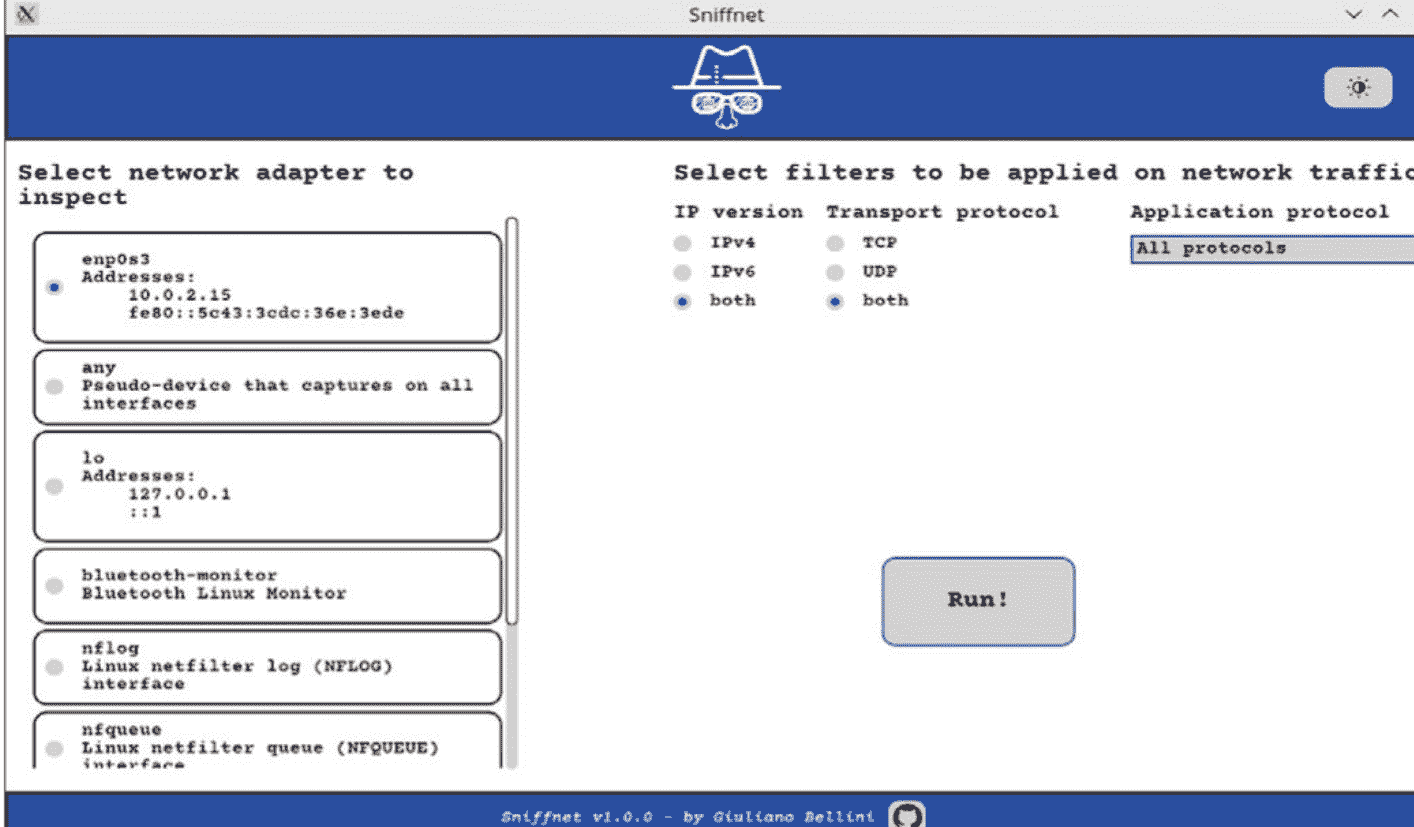 Sniffnet
Select network adapter to
inspect
enp0s3
Addresses:
10.0.2.15
fe80::5c43:3cdc:36e:3ede
any
Pseudo-device that captures on all
interfaces
lo
Addresses:
127.0.0.1
::1
bluetooth-monitor
Bluetooth Linux Monitor
nflog
Linux netfilter log (NFLOG)
interface
nfqueue
Linux netfilter queue (NFQUEUE)
interface
Select filters to be applied on network traffic
IP version Transport protocol Application protocol
IPv4 TCP All protocols
IPv6 UDP
both both
Run!
Sniffnet v1.0.0 - by Giuliano Bellini